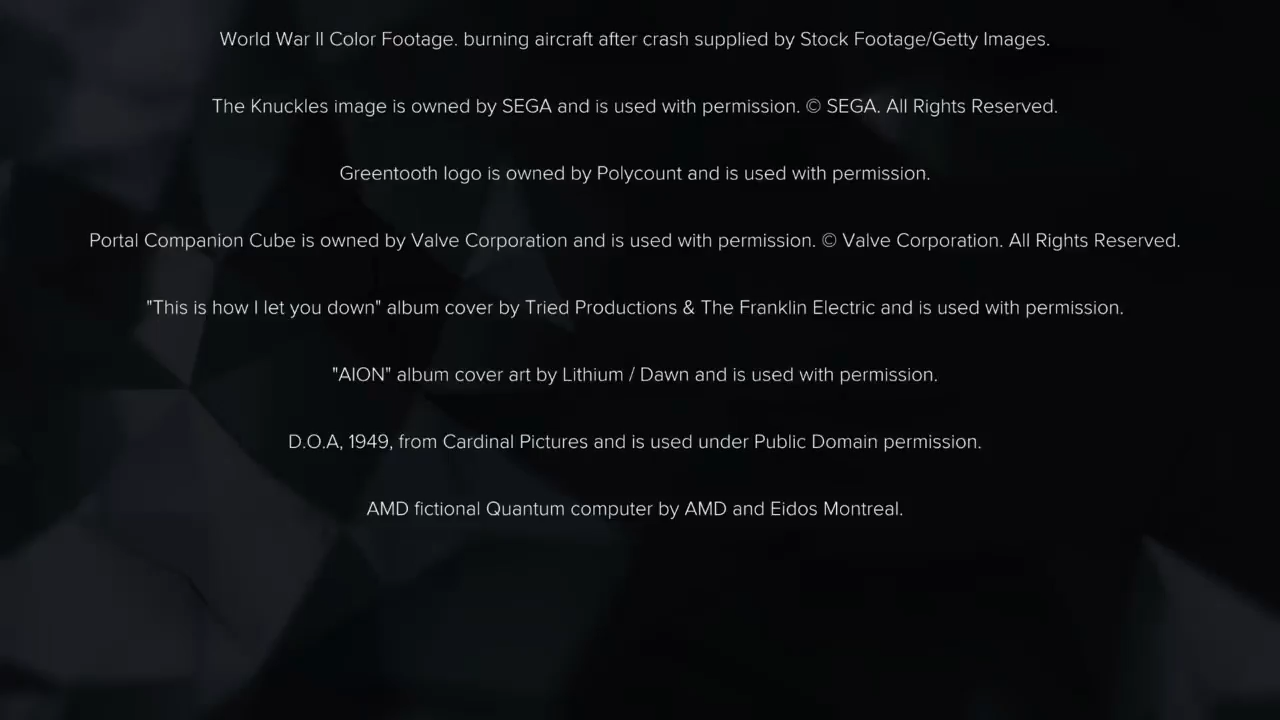 World War II Color Footage. burning aircraft after crash supplied by Stock Footage/Getty Images.
The Knuckles image is owned by SEGA and is used with permission. © SEGA. All Rights Reserved.
Greentooth logo is owned by Polycount and is used with permission.
Portal Companion Cube is owned by Valve Corporation and is used with permission. © Valve Corporation. All Rights Reserved.
"This is how I let you down" album cover by Tried Productions & The Franklin Electric and is used with permission.
"AION" album cover art by Lithium / Dawn and is used with permission.
D.O.A, 1949, from Cardinal Pictures and is used under Public Domain permission.
AMD fictional Quantum computer by AMD and Eidos Montreal.